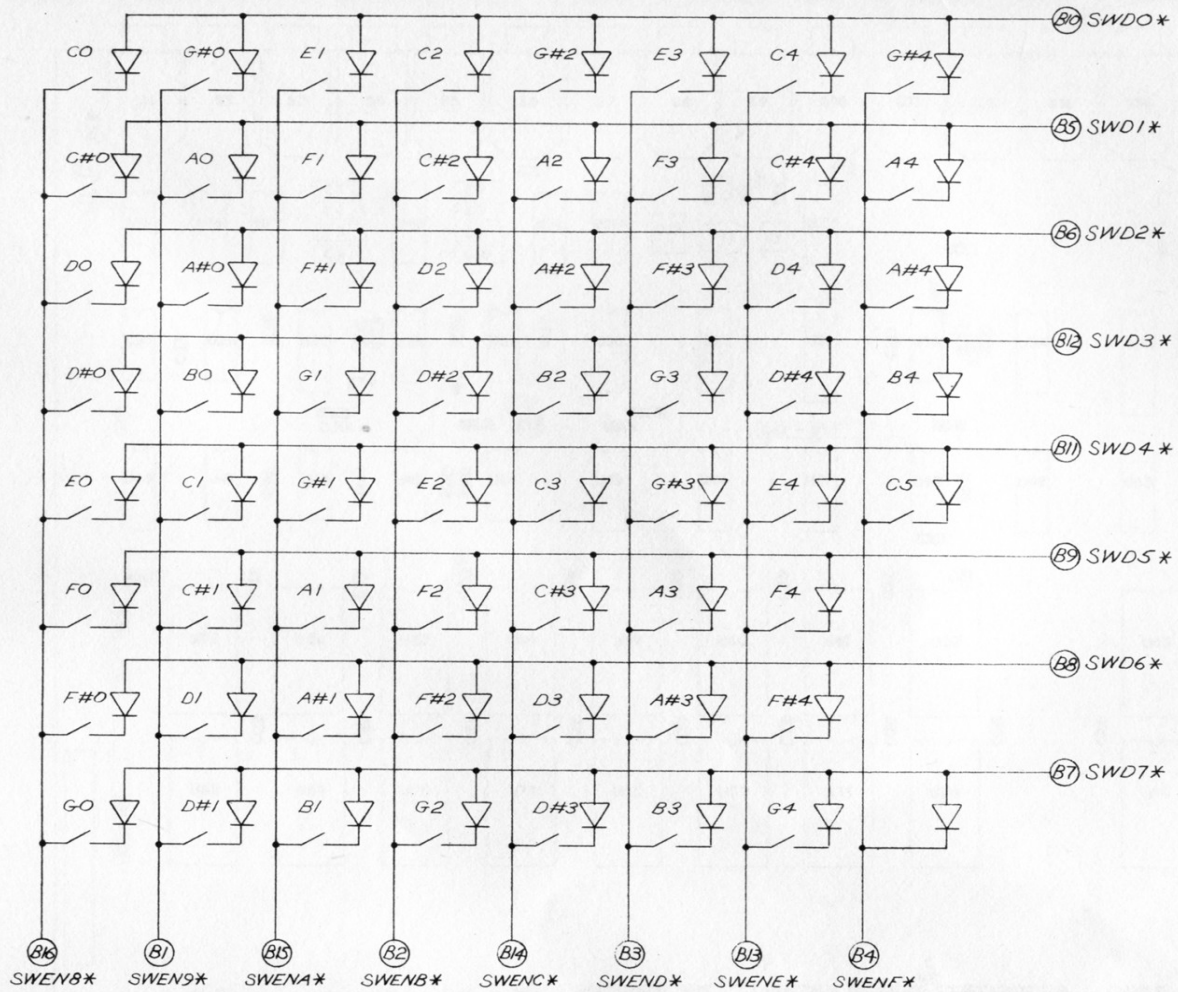 B10 SWD0*
C0 G#0 E1 C2 G#2 E3 C4 G#4
B5 SWD1*
C#0 A0 F1 C#2 A2 F3 C#4 A4
B6 SWD2*
D0 A#0 F#1 D2 A#2 F#3 D4 A#4
B12 SWD3*
D#0 B0 G1 D#2 B2 G3 D#4 B4
B11 SWD4*
E0 C1 G#1 E2 C3 G#3 E4 C5
B9 SWD5*
F0 C#1 A1 F2 C#3 A3 F4
B8 SWD6*
F#0 D1 A#1 F#2 D3 A#3 F#4
B7 SWD7*
G0 D#1 B1 G2 D#3 B3 G4
B16 B1 B15 B2 B14 B3 B13 B4
SWEN8* SWEN9* SWENA* SWENB* SWENC* SWEND* SWENE* SWENF*